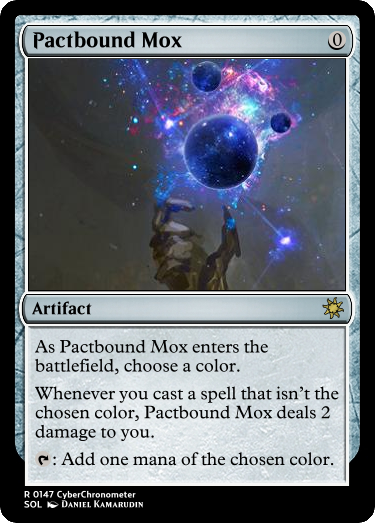 Pactbound Mox 0
Artifact
As Pactbound Mox enters the
battlefield, choose a color.
Whenever you cast a spell that isn't the
chosen color, Pactbound Mox deals 2
damage to you.
: Add one mana of the chosen color.
R 0147 CyberChronometer
SOL Daniel Kamarudin